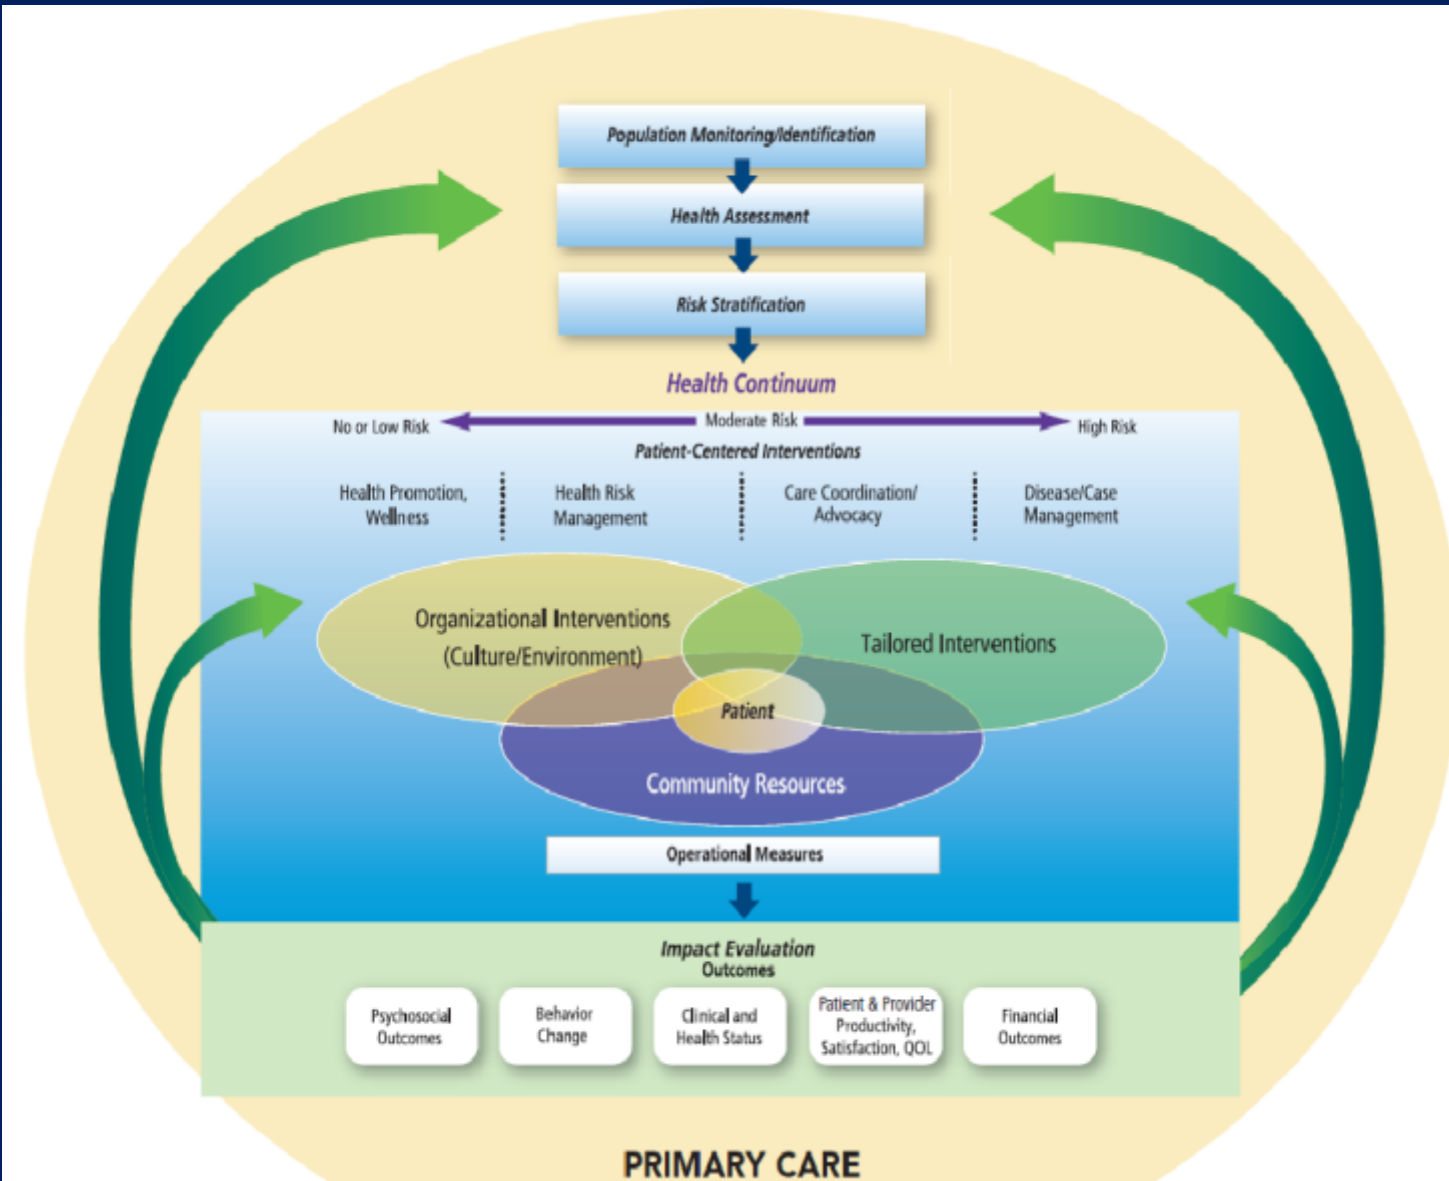 Population Monitoring/Identification
Health Assessment
Risk Stratification
Health Continuum
No or Low Risk
Moderate Risk
High Risk
Patient-Centered Interventions
Health Promotion,
Wellness
Health Risk
Management
Care Coordination/
Advocacy
Disease/Case
Management
Organizational Interventions
(Culture/Environment)
Tailored Interventions
Patient
Community Resources
Operational Measures
Impact Evaluation
Outcomes
Psychosocial
Outcomes
Behavior
Change
Clinical and
Health Status
Patient & Provider
Productivity,
Satisfaction, QOL
Financial
Outcomes
PRIMARY CARE